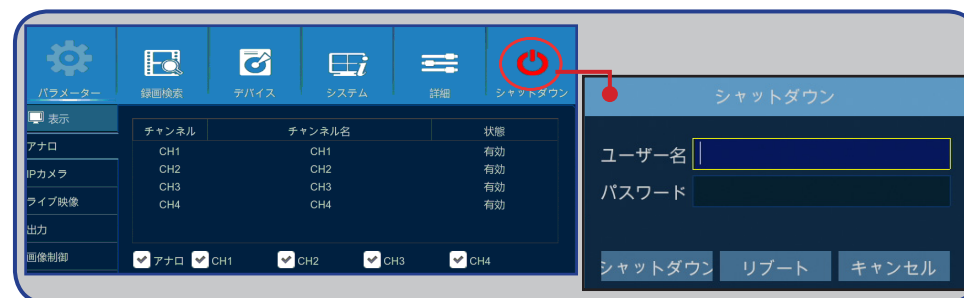 パラメーター 録画検索 デバイス システム 詳細 シャットダウン
表示
アナロ
IPカメラ
ライブ映像
出力
画像制御
チャンネル チャンネル名 状態
CH1 CH1 有効
CH2 CH2 有効
CH3 CH3 有効
CH4 CH4 有効
アナロ CH1 CH2 CH3 CH4
シャットダウン
ユーザー名
パスワード
シャットダウン リブート キャンセル